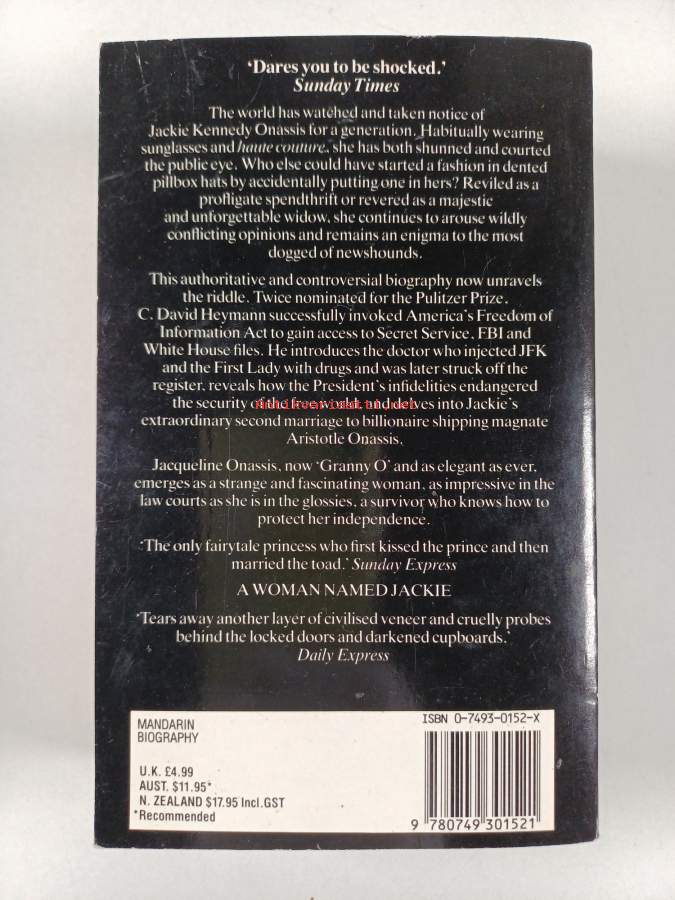 ‘Dares you to be shocked.’
Sunday Times
The world has watched and taken notice of
Jackie Kennedy Onassis for a generation. Habitually wearing
sunglasses and haute couture, she has both shunned and courted
the public eye. Who else could have started a fashion in dented
pillbox hats by accidentally putting one in hers? Reviled as a
profligate spendthrift or revered as a majestic
and unforgettable widow, she continues to arouse wildly
conflicting opinions and remains an enigma to the most
dogged of newshounds.
This authoritative and controversial biography now unravels
the riddle. Twice nominated for the Pulitzer Prize,
C. David Heymann successfully invoked America’s Freedom of
Information Act to gain access to Secret Service, FBI and
White House files. He introduces the doctor who injected JFK
and the First Lady with drugs and was later struck off the
register, reveals how the President’s infidelities endangered
the security of the free world, and delves into Jackie’s
extraordinary second marriage to billionaire shipping magnate
Aristotle Onassis.
Jacqueline Onassis, now ‘Granny O’ and as elegant as ever,
emerges as a strange and fascinating woman, as impressive in the
law courts as she is in the glossies, a survivor who knows how to
protect her independence.
‘The only fairytale princess who first kissed the prince and then
married the toad.’ Sunday Express
A WOMAN NAMED JACKIE
‘Tears away another layer of civilised veneer and cruelly probes
behind the locked doors and darkened cupboards.’
Daily Express
MANDARIN
BIOGRAPHY
U.K. £4.99
AUST. $11.95*
N. ZEALAND $17.95 Incl.GST
*Recommended
ISBN 0-7493-0152-X
9 780749 301521